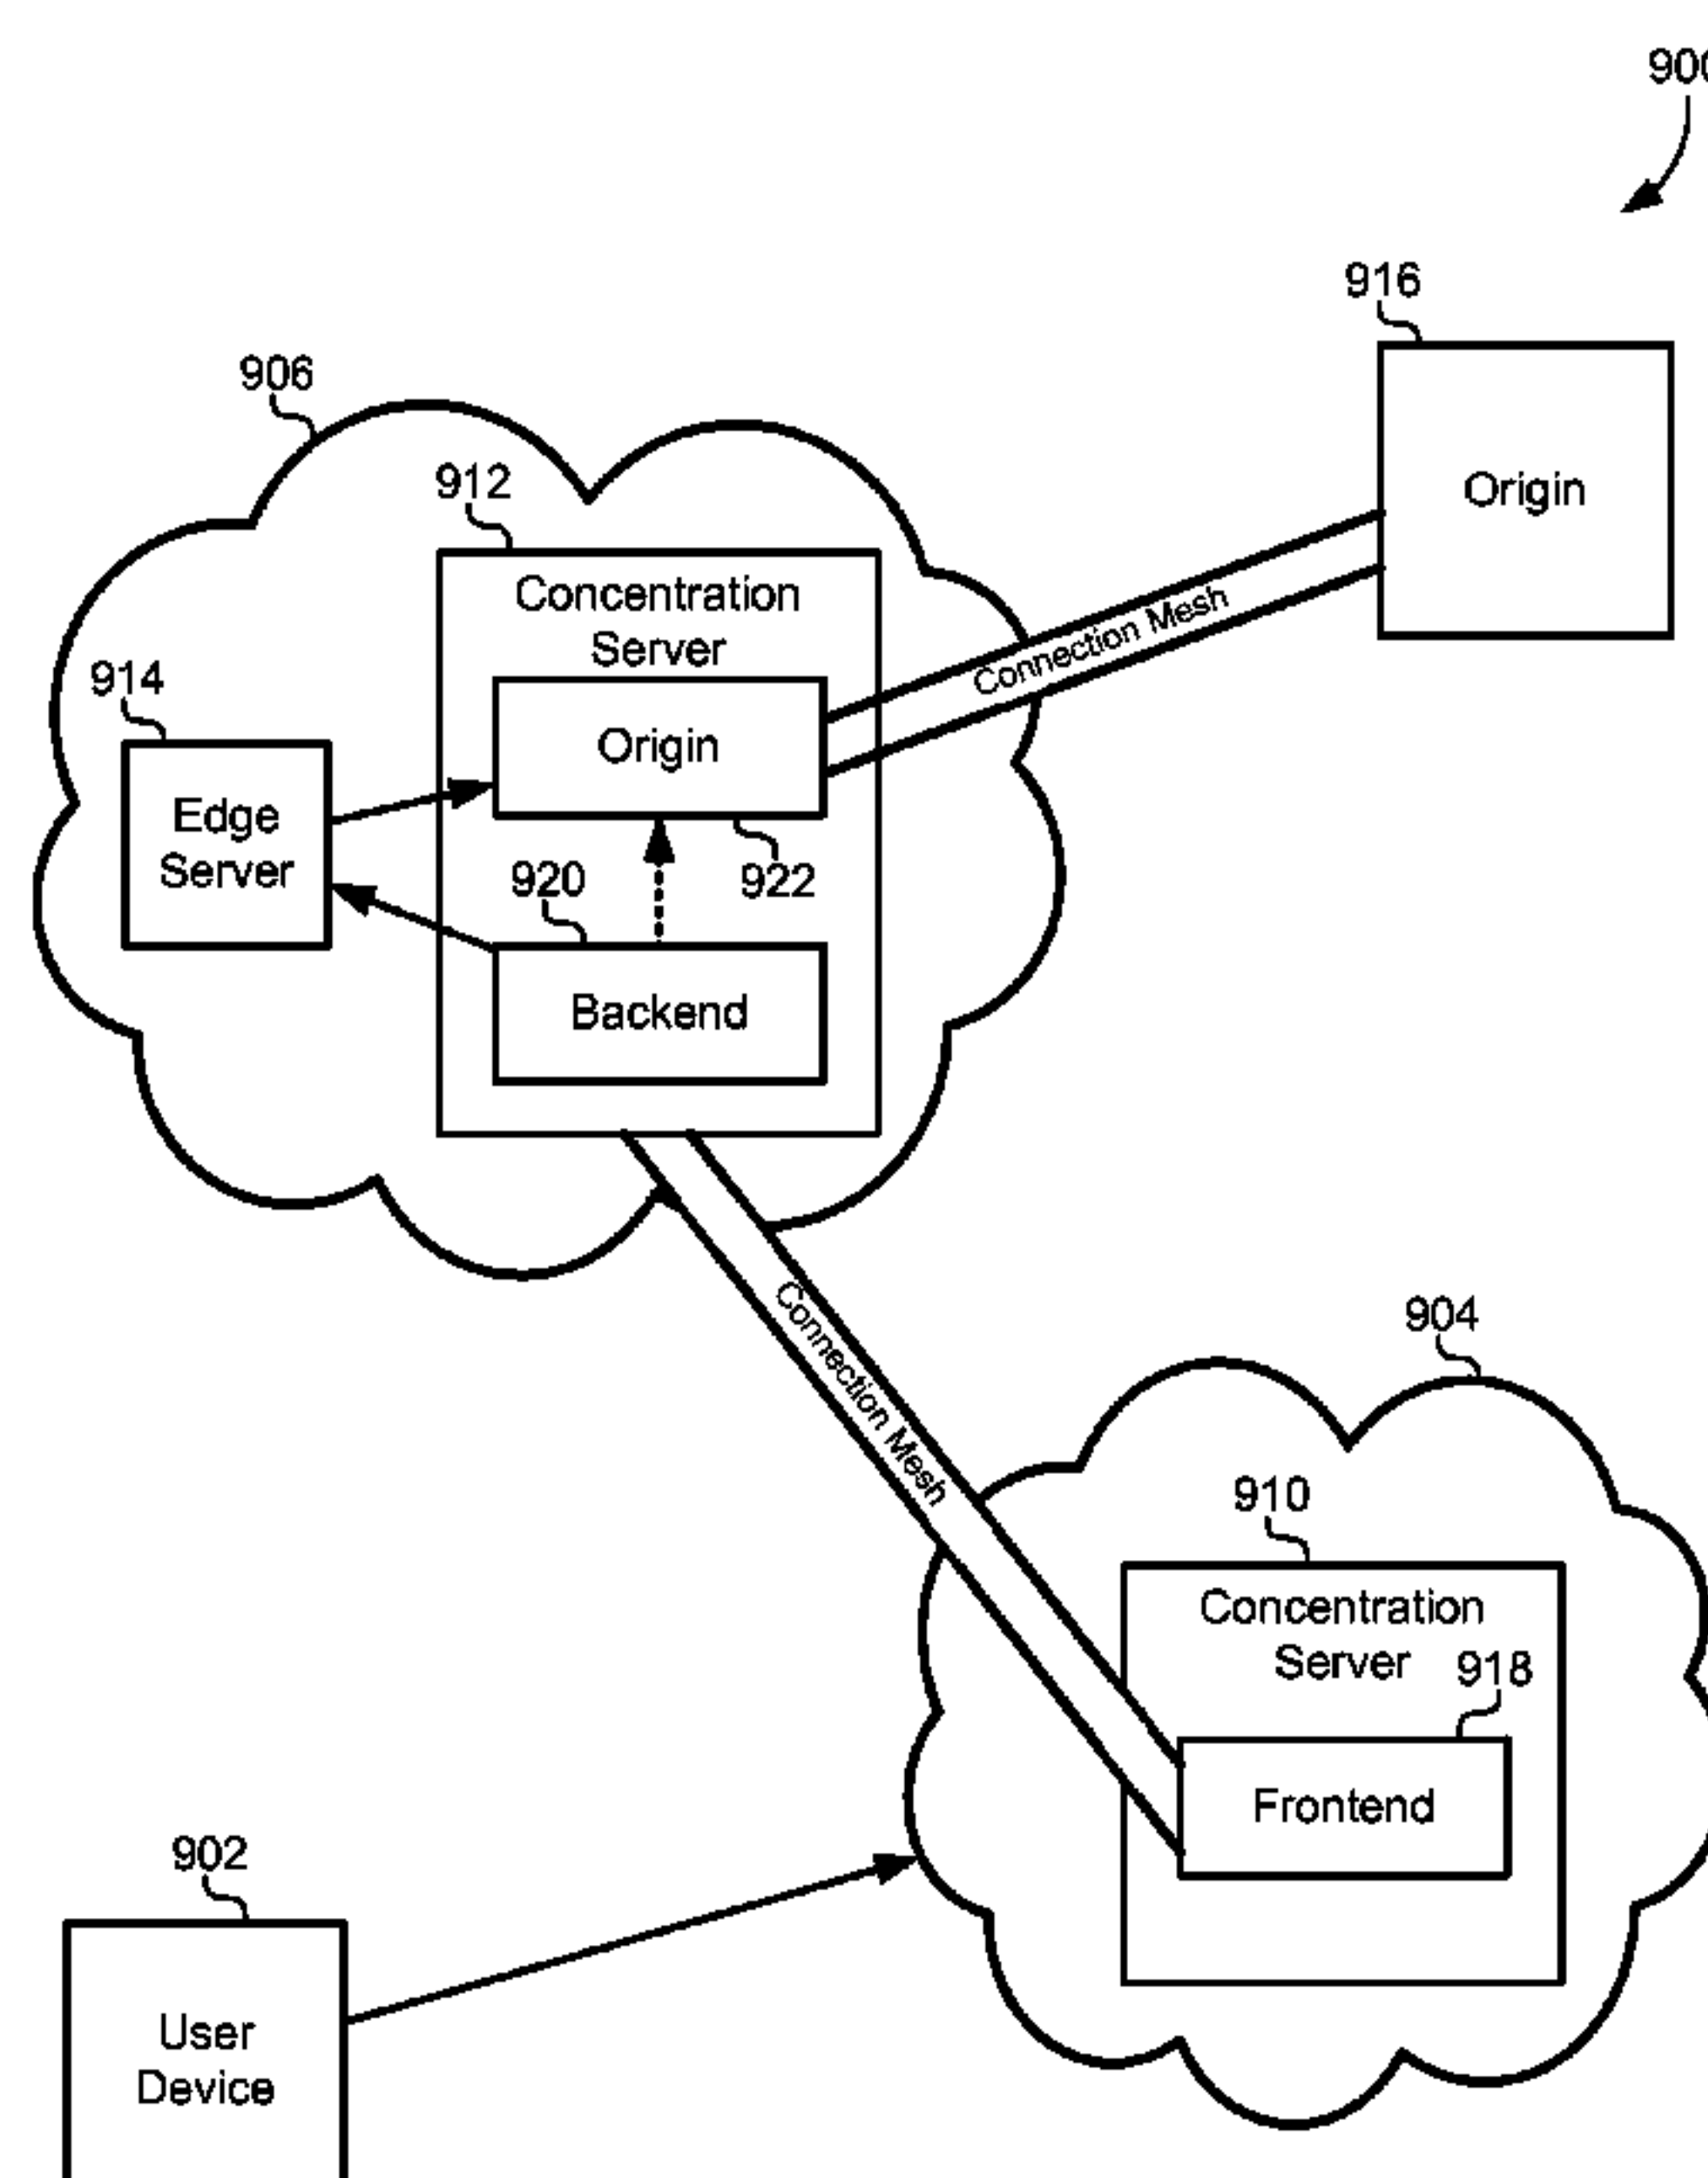 900
916
Origin
906
912
Concentration
Server
Connection Mesh
914
Origin
Edge
Server
920
922
Backend
Connection Mesh
904
910
Concentration
Server
918
Frontend
902
User
Device